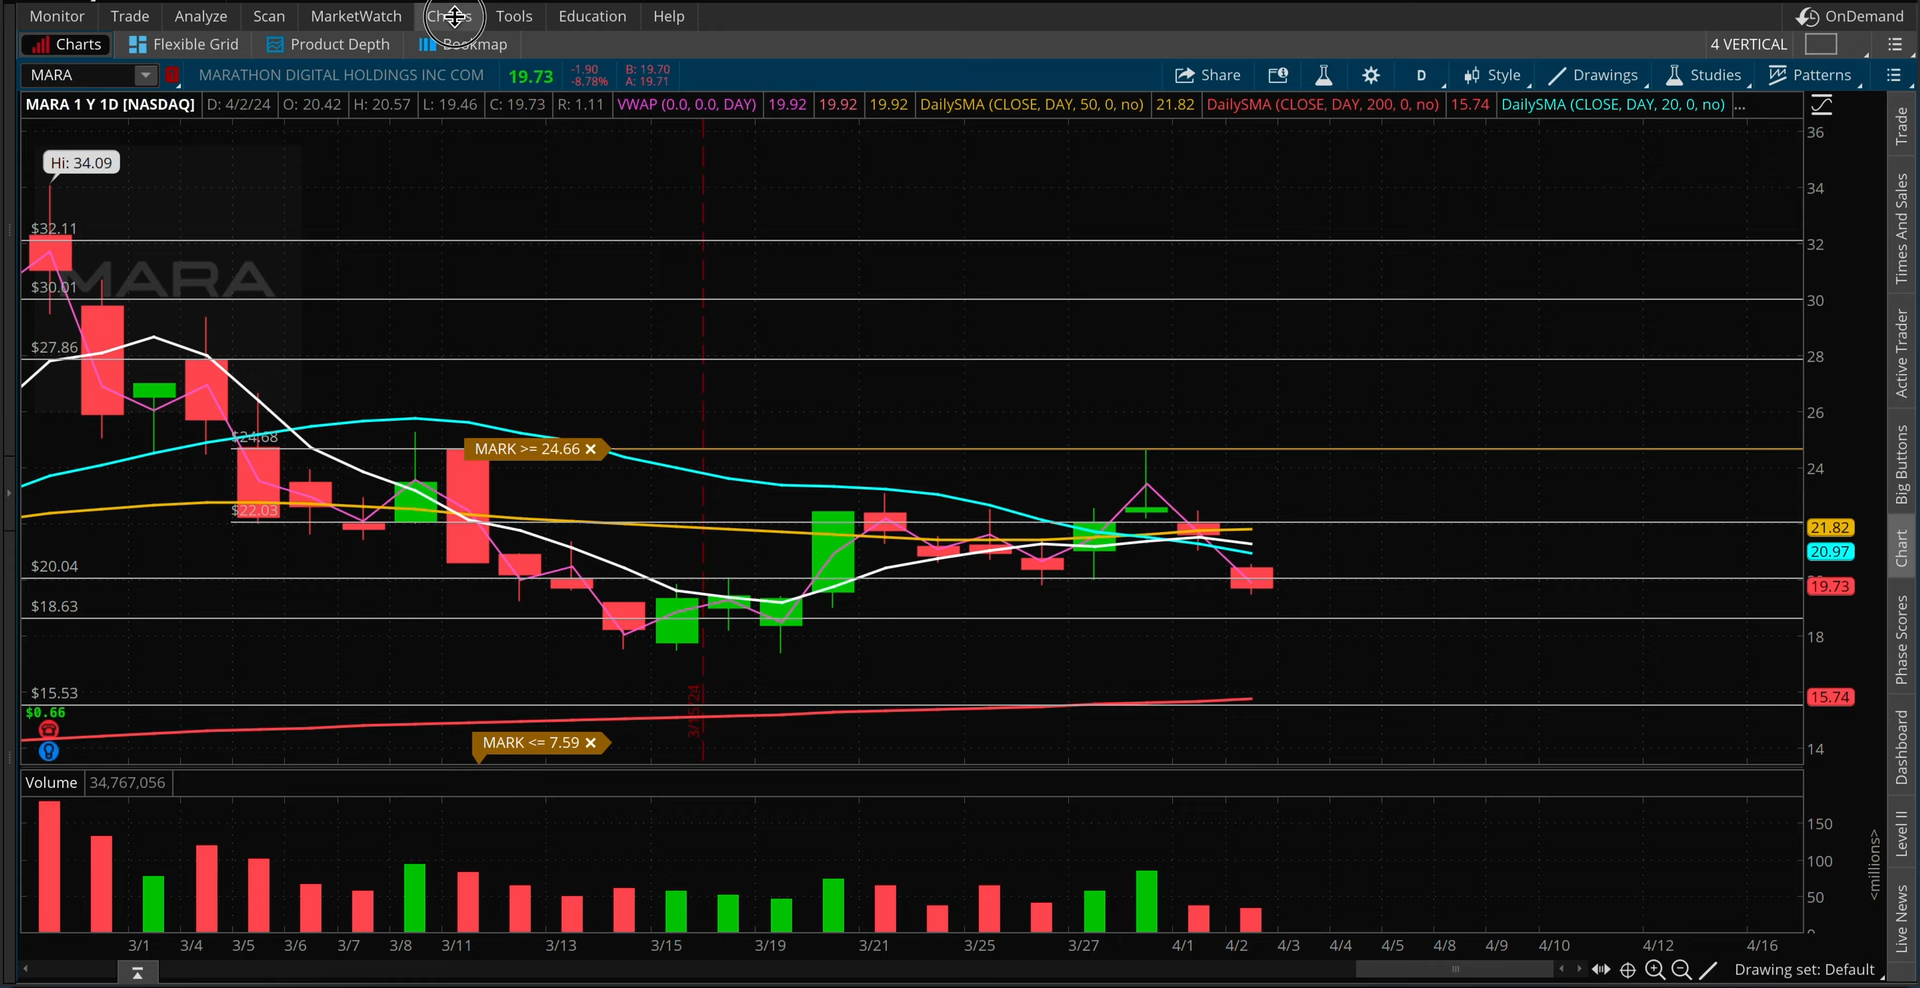 Monitor Trade Analyze Scan MarketWatch Charts Tools Education Help OnDemand
Charts Flexible Grid Product Depth Bookmap 4 VERTICAL
MARA MARATHON DIGITAL HOLDINGS INC COM 19.73 -1.90 -8.78% B: 19.70 A: 19.71 Share D Style Drawings Studies Patterns
MARA 1 Y 1D [NASDAQ] D: 4/2/24 O: 20.42 H: 20.57 L: 19.46 C: 19.73 R: 1.11 VWAP (0.0, 0.0, DAY) 19.92 19.92 19.92 DailySMA (CLOSE, DAY, 50, 0, no) 21.82 DailySMA (CLOSE, DAY, 200, 0, no) 15.74 DailySMA (CLOSE, DAY, 20, 0, no) ...
36
Hi: 34.09
34
$32.11
32
MARA
$30.01
30
$27.86
28
26
$24.68
MARK >= 24.66
24
$22.03
21.82
20.97
$20.04
19.73
$18.63
18
$15.53
15.74
$0.66
MARK <= 7.59
14
Volume 34,767,056
150
100
50
0
<millions>
3/1 3/4 3/5 3/6 3/7 3/8 3/11 3/13 3/15 3/19 3/21 3/25 3/27 4/1 4/2 4/3 4/4 4/5 4/8 4/9 4/10 4/12 4/16
Drawing set: Default
Trade
Times And Sales
Active Trader
Big Buttons
Chart
Phase Scores
Dashboard
Level II
Live News